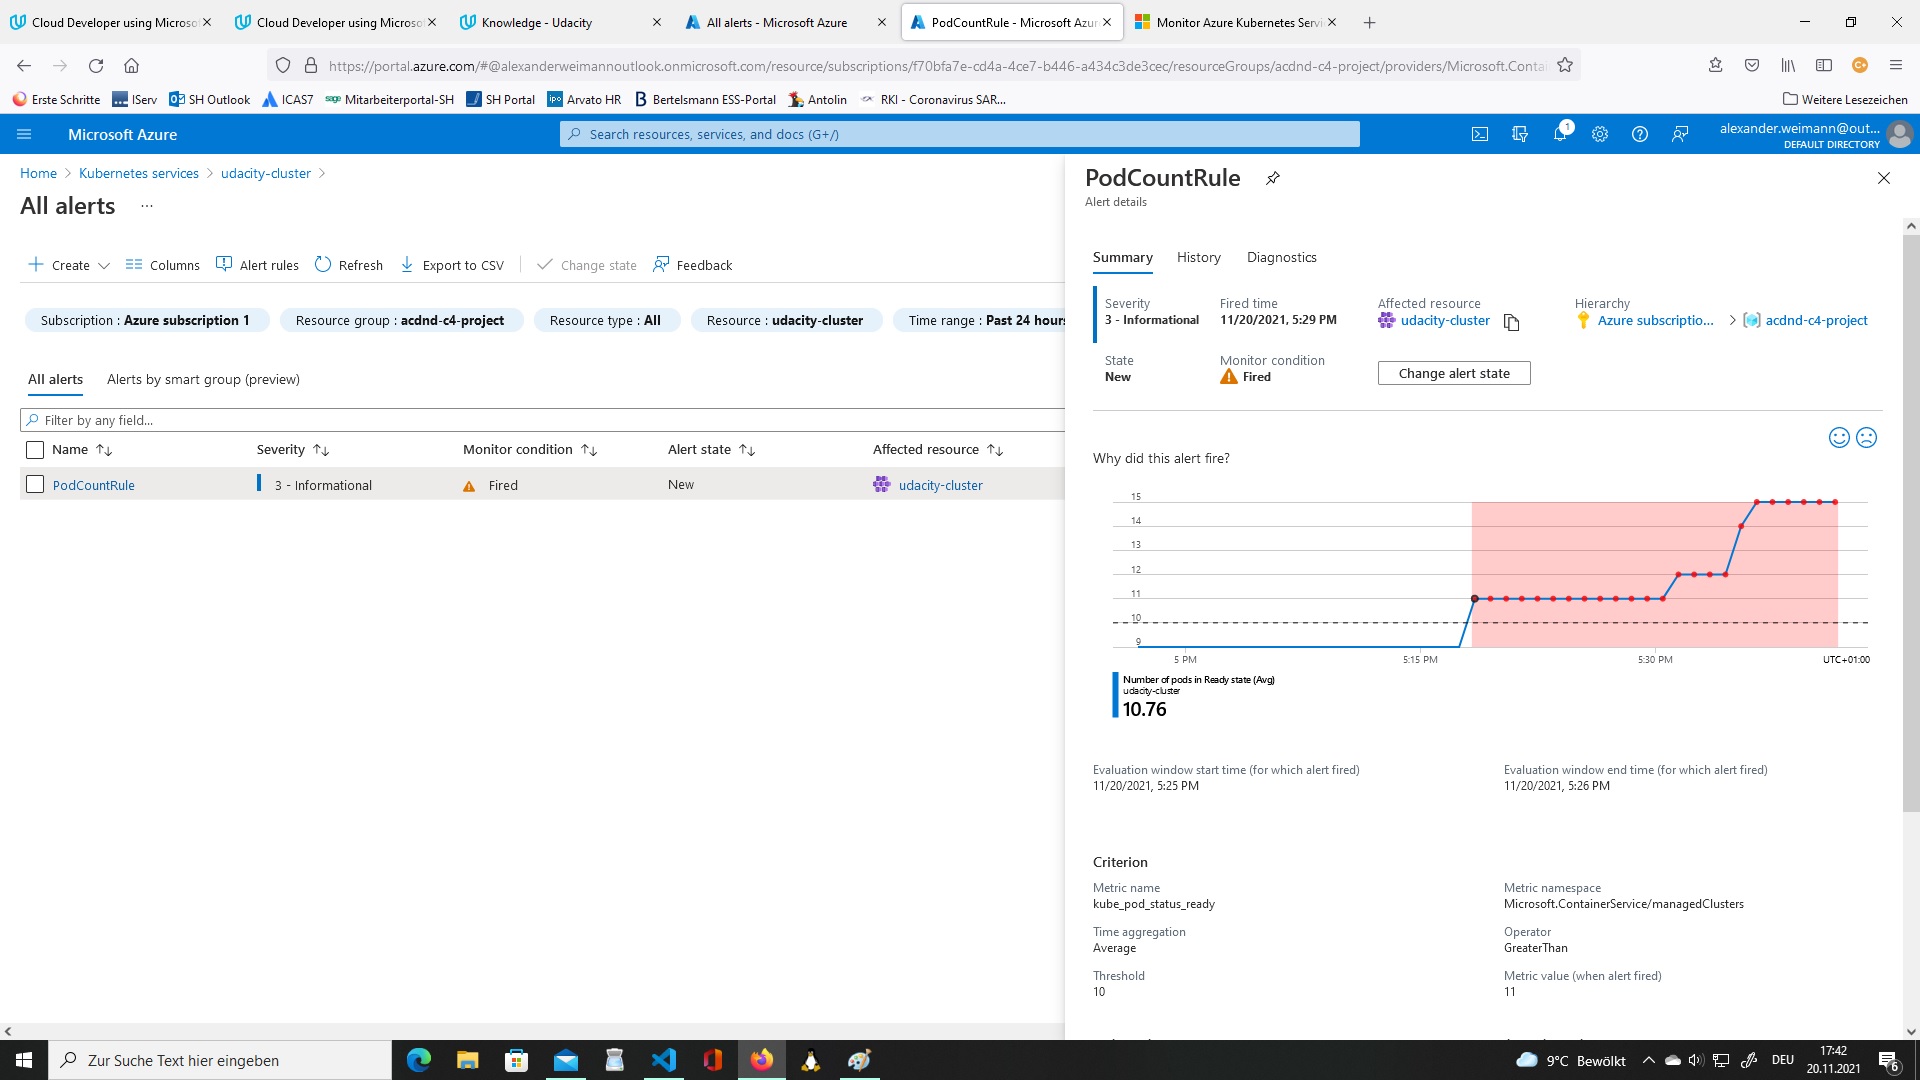 Cloud Developer using Microsof
Cloud Developer using Microsof
Knowledge - Udacity
All alerts - Microsoft Azure
PodCountRule - Microsoft Azur
Monitor Azure Kubernetes Servi
https://portal.azure.com/#@alexanderweimannoutlook.onmicrosoft.com/resource/subscriptions/f70bfa7e-cd4a-4ce7-b446-a434c3de3cec/resourceGroups/acdnd-c4-project/providers/Microsoft.Contai
Erste Schritte
IServ
SH Outlook
ICAS7
sage Mitarbeiterportal-SH
SH Portal
Arvato HR
Bertelsmann ESS-Portal
Antolin
RKI - Coronavirus SAR...
Weitere Lesezeichen
Microsoft Azure
Search resources, services, and docs (G+/)
1
alexander.weimann@out...
DEFAULT DIRECTORY
Home > Kubernetes services > udacity-cluster >
All alerts ...
Create
Columns
Alert rules
Refresh
Export to CSV
Change state
Feedback
Subscription : Azure subscription 1
Resource group : acdnd-c4-project
Resource type : All
Resource : udacity-cluster
Time range : Past 24 hours
All alerts
Alerts by smart group (preview)
Filter by any field...
Name
Severity
Monitor condition
Alert state
Affected resource
PodCountRule
3 - Informational
Fired
New
udacity-cluster
PodCountRule
Alert details
Summary
History
Diagnostics
Severity
3 - Informational
Fired time
11/20/2021, 5:29 PM
Affected resource
udacity-cluster
Hierarchy
Azure subscriptio... > acdnd-c4-project
State
New
Monitor condition
Fired
Change alert state
Why did this alert fire?
15
14
13
12
11
10
9
5 PM
5:15 PM
5:30 PM
UTC+01:00
Number of pods in Ready state (Avg)
udacity-cluster
10.76
Evaluation window start time (for which alert fired)
11/20/2021, 5:25 PM
Evaluation window end time (for which alert fired)
11/20/2021, 5:26 PM
Criterion
Metric name
kube_pod_status_ready
Metric namespace
Microsoft.ContainerService/managedClusters
Time aggregation
Average
Operator
GreaterThan
Threshold
10
Metric value (when alert fired)
11
Zur Suche Text hier eingeben
9°C Bewölkt
DEU
17:42
20.11.2021
6